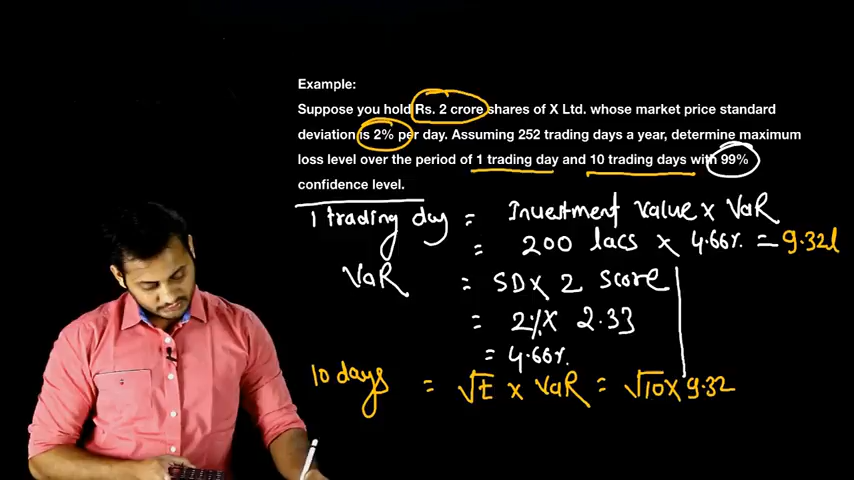 Example:
Suppose you hold Rs. 2 crore shares of X Ltd. whose market price standard
deviation is 2% per day. Assuming 252 trading days a year, determine maximum
loss level over the period of 1 trading day and 10 trading days with 99%
confidence level.
1 trading day = Investment value x VaR
= 200 lacs x 4.66%. = 9.32l
VaR = SD x Z score
= 2% x 2.33
= 4.66%.
10 days = √t x VaR = √10 x 9.32